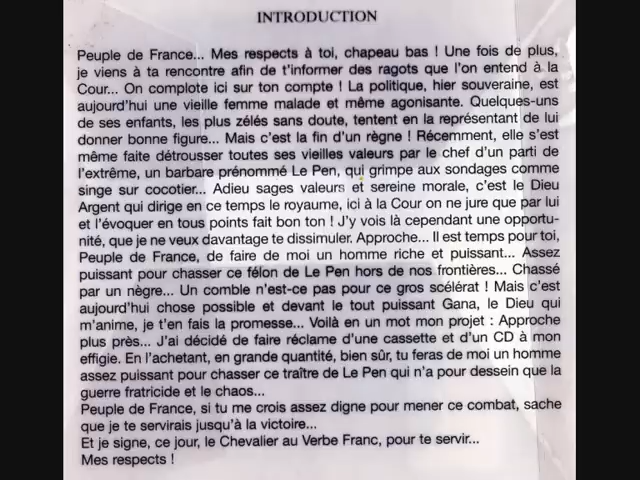 INTRODUCTION
Peuple de France... Mes respects à toi, chapeau bas ! Une fois de plus,
je viens à ta rencontre afin de t'informer des ragots que l'on entend à la
Cour... On complote ici sur ton compte ! La politique, hier souveraine, est
aujourd'hui une vieille femme malade et même agonisante. Quelques-uns
de ses enfants, les plus zélés sans doute, tentent en la représentant de lui
donner bonne figure... Mais c'est la fin d'un règne ! Récemment, elle s'est
même faite détrousser toutes ses vieilles valeurs par le chef d'un parti de
l'extrême, un barbare prénommé Le Pen, qui grimpe aux sondages comme
singe sur cocotier... Adieu sages valeurs et sereine morale, c'est le Dieu
Argent qui dirige en ce temps le royaume, ici à la Cour on ne jure que par lui
et l'évoquer en tous points fait bon ton ! J'y vois là cependant une opportu-
nité, que je ne veux davantage te dissimuler. Approche... Il est temps pour toi,
Peuple de France, de faire de moi un homme riche et puissant... Assez
puissant pour chasser ce félon de Le Pen hors de nos frontières... Chassé
par un nègre... Un comble n'est-ce pas pour ce gros scélérat ! Mais c'est
aujourd'hui chose possible et devant le tout puissant Gana, le Dieu qui
m'anime, je t'en fais la promesse... Voilà en un mot mon projet : Approche
plus près... J'ai décidé de faire réclame d'une cassette et d'un CD à mon
effigie. En l'achetant, en grande quantité, bien sûr, tu feras de moi un homme
assez puissant pour chasser ce traître de Le Pen qui n'a pour dessein que la
guerre fratricide et le chaos...
Peuple de France, si tu me crois assez digne pour mener ce combat, sache
que je te servirais jusqu'à la victoire...
Et je signe, ce jour, le Chevalier au Verbe Franc, pour te servir...
Mes respects !